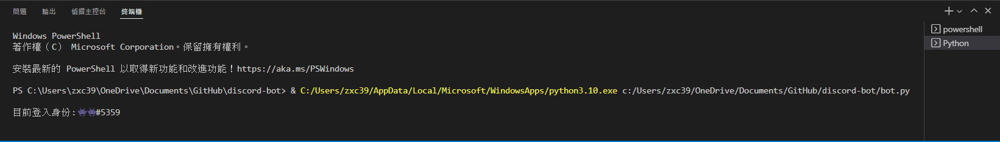 問題 輸出 偵錯主控台 終端機
Windows PowerShell
著作權（C） Microsoft Corporation。保留擁有權利。
安裝最新的 PowerShell 以取得新功能和改進功能！https://aka.ms/PSWindows
PS C:\Users\zxc39\OneDrive\Documents\GitHub\discord-bot> & C:/Users/zxc39/AppData/Local/Microsoft/WindowsApps/python3.10.exe c:/Users/zxc39/OneDrive/Documents/GitHub/discord-bot/bot.py
目前登入身份:👾👾#5359
powershell
Python